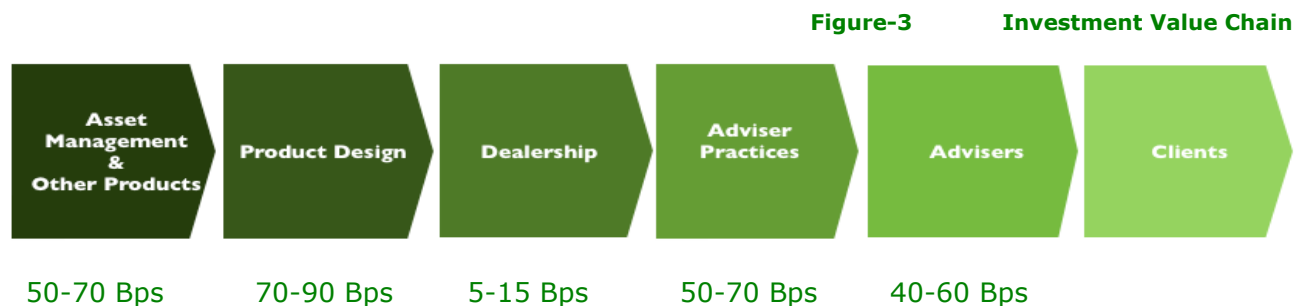 Figure-3 Investment Value Chain
Asset
Management
&
Other Products
Product Design
Dealership
Adviser
Practices
Advisers
Clients
50-70 Bps 70-90 Bps 5-15 Bps 50-70 Bps 40-60 Bps